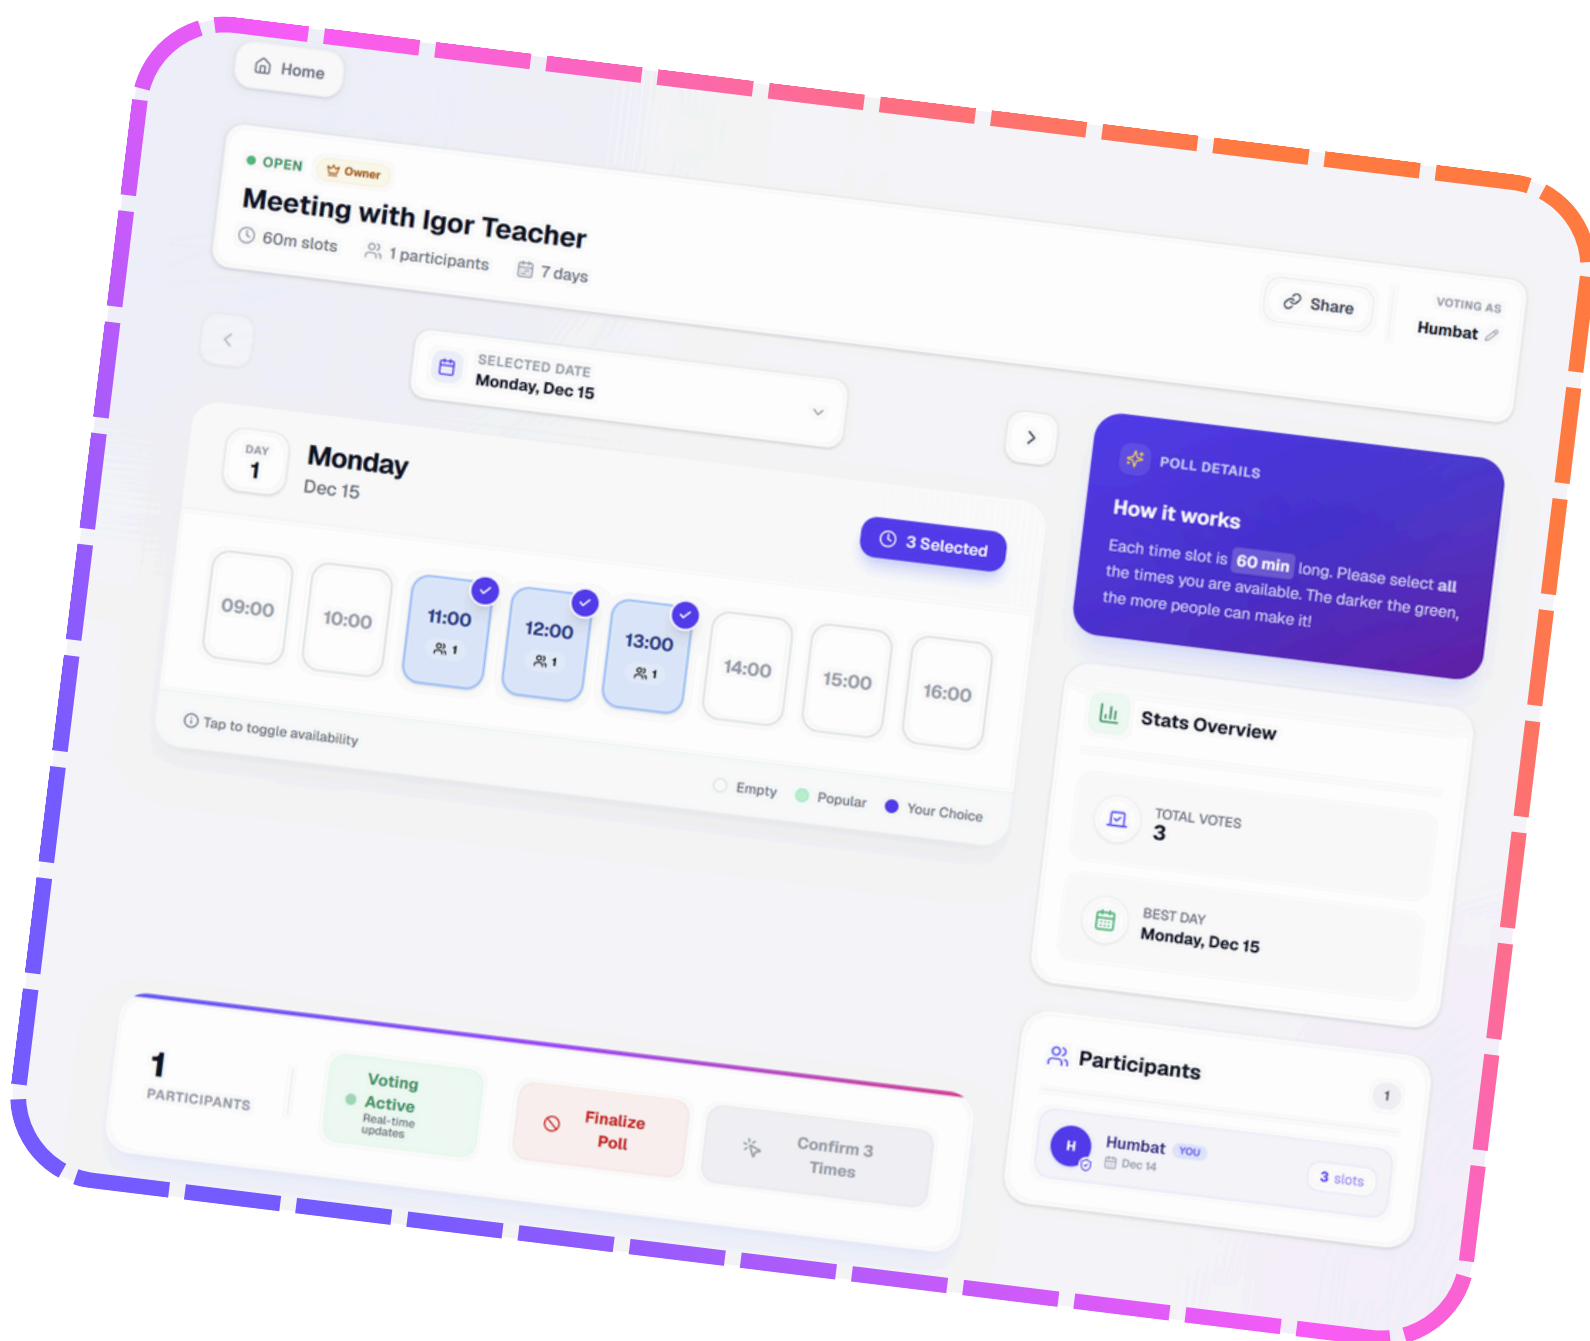 Home
OPEN
Owner
Meeting with Igor Teacher
60m slots
1 participants
7 days
Share
VOTING AS
Humbat
SELECTED DATE
Monday, Dec 15
DAY
1
Monday
Dec 15
3 Selected
09:00
10:00
11:00
1
12:00
1
13:00
1
14:00
15:00
16:00
Tap to toggle availability
Empty
Popular
Your Choice
POLL DETAILS
How it works
Each time slot is 60 min long. Please select all
the times you are available. The darker the green,
the more people can make it!
Stats Overview
TOTAL VOTES
3
BEST DAY
Monday, Dec 15
1
PARTICIPANTS
Voting
Active
Real-time
updates
Finalize
Poll
Confirm 3
Times
Participants
1
H
Humbat
YOU
Dec 14
3 slots